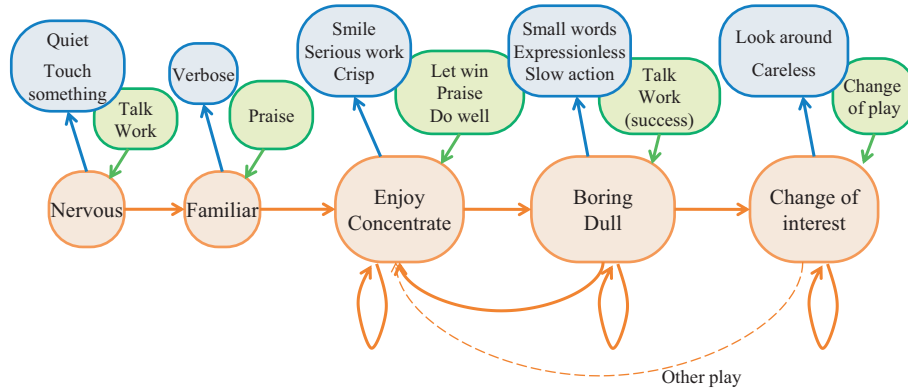 Quiet
Touch
something
Talk
Work
Nervous
Verbose
Praise
Familiar
Smile
Serious work
Crisp
Let win
Praise
Do well
Enjoy
Concentrate
Small words
Expressionless
Slow action
Talk
Work
(success)
Boring
Dull
Look around
Careless
Change
of play
Change of
interest
Other play